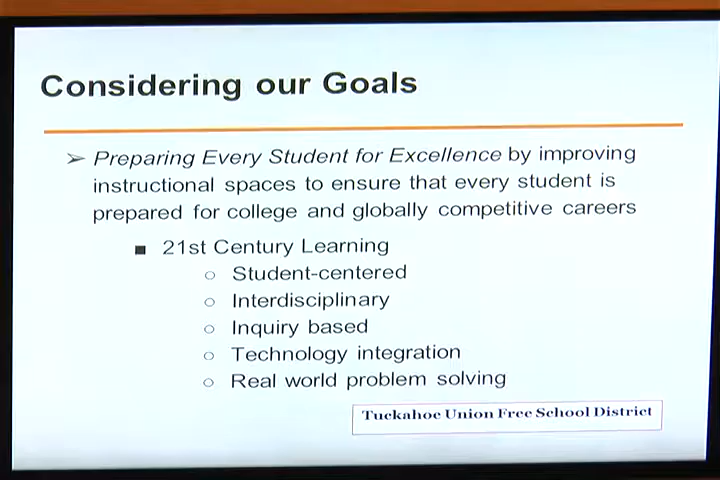 Considering our Goals
➢ Preparing Every Student for Excellence by improving
instructional spaces to ensure that every student is
prepared for college and globally competitive careers
■ 21st Century Learning
○ Student-centered
○ Interdisciplinary
○ Inquiry based
○ Technology integration
○ Real world problem solving
Tuckahoe Union Free School District